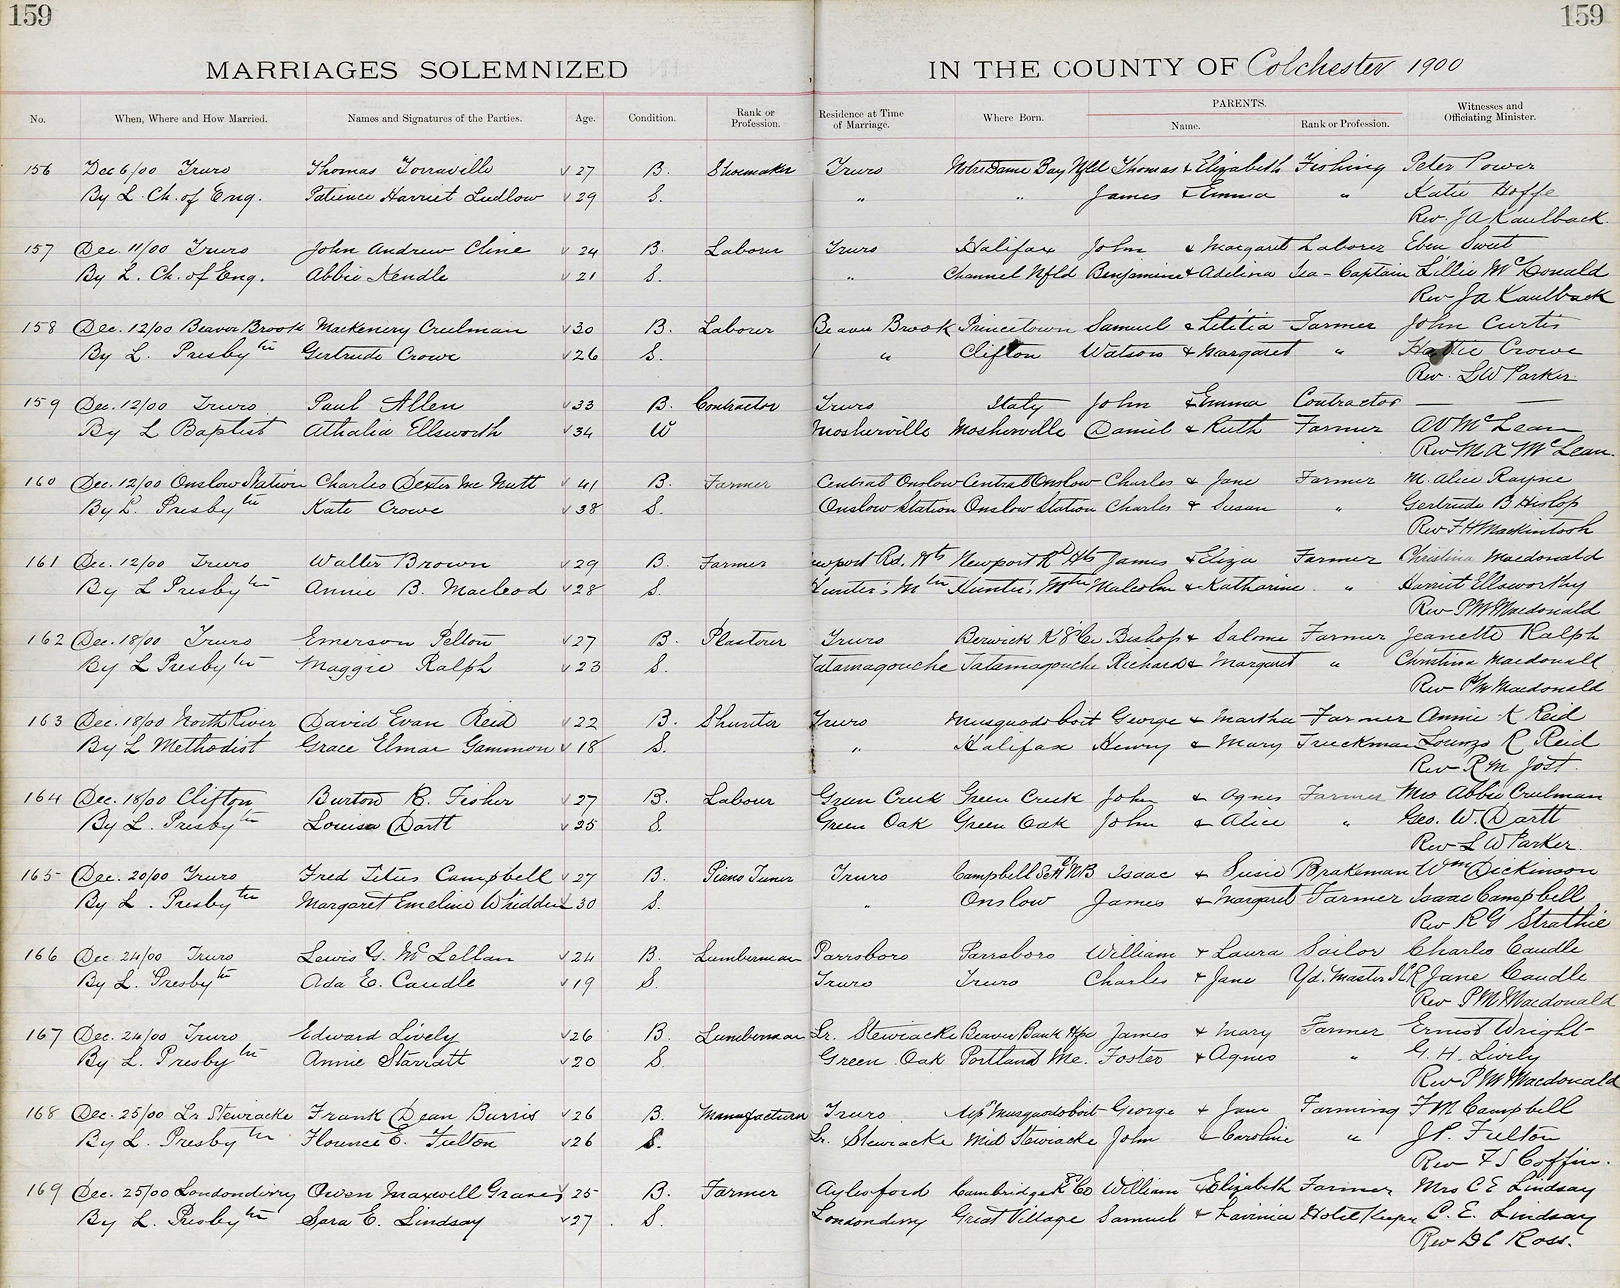 159 159
MARRIAGES SOLEMNIZED IN THE COUNTY OF Colchester 1900
No. When, Where and How Married. Names and Signatures of the Parties. Age. Condition. Rank or Profession. Residence at Time of Marriage. Where Born. PARENTS. Name. Rank or Profession. Witnesses and Officiating Minister.
156 Dec 6/00 Truro Thomas Torraville 27 B. Shoemaker Truro Notre Dame Bay Nfld Thomas & Elizabeth Fishing Peter Power
By L. Ch. of Eng. Patience Harriet Ludlow 29 S. " " James & Emma " Katie Hoffe
Rev. J A Kaulback.
157 Dec. 11/00 Truro John Andrew Cline 24 B. Labourer Truro Halifax John & Margaret Laborer Eben Sweet
By L. Ch. of Eng. Abbie Kendle 21 S. " Channel Nfld Benjamine & Adelina Sea-Captain Lillie McDonald
Rev J A Kaulback
158 Dec. 12/00 Beaver Brook Mackenery Creelman 30 B. Laborer Beaver Brook Princetown Samuel & Letitia Farmer John Curtis
By L. Presbytn Gertrude Crowe 26 S. " Clifton Watson & Margaret " Hattie Crowe
Rev. L W Parker.
159 Dec. 12/00 Truro Paul Allen 33 B. Contractor Truro Italy John & Emma Contractor — —
By L Baptist Athalia Ellsworth 34 W Mosherville Mosherville Daniel & Ruth Farmer A V McLean
Rev M A McLean.
160 Dec. 12/00 Onslow Station Charles Dexter McNutt 41 B. Farmer Central Onslow Central Onslow Charles & Jane Farmer M. Alice Rayne
By L. Presbytn Kate Crowe 38 S. Onslow Station Onslow Station Charles & Susan " Gertrude B Hislop
Rev F H Mackintosh
161 Dec. 12/00 Truro Walter Brown 29 B. Farmer Newport Rd. Hts Newport Rd Hts James & Eliza Farmer Christina Macdonald
By L Presbytn Annie B. Macleod 28 S. Hunter's Mtn Hunter's Mtn Malcolm & Katharine " Harriet Ellsworthy
Rev P M Macdonald
162 Dec. 18/00 Truro Emerson Pelton 27 B. Plasterer Truro Berwick K's Co Bishop & Salome Farmer Jeanette Ralph
By L Presbytn Maggie Ralph 23 S. Tatamagouche Tatamagouche Richard & Margaret " Christina Macdonald
Rev P M Macdonald
163 Dec. 18/00 North River David Evan Reid 22 B. Shunter Truro Musquodoboit George & Martha Farmer Annie K Reid
By L Methodist Grace Elmar Gammon 18 S. " Halifax Henry & Mary Truckman Lorenzo R Reid
Rev R M Jost.
164 Dec. 18/00 Clifton Burton R. Fisher 27 B. Labourer Green Creek Green Creek John & Agnes Farmer Mrs Abbie Creelman
By L. Presbytn Louisa Dartt 25 S. Green Oak Green Oak John & Alice " Geo. W. Dartt
Rev L W Parker.
165 Dec. 20/00 Truro Fred Titus Campbell 27 B. Piano Tuner Truro Campbell NB Isaac & Susie Brakeman Wm Dickinson
By L. Presbytn Margaret Emeline Whidden 30 S. " Onslow James & Margaret Farmer Isaac Campbell
Rev R G Strathie
166 Dec. 24/00 Truro Lewis G. McLellan 24 B. Lumberman Parrsboro Parrsboro William & Laura Sailor Charles Caudle
By L. Presbytn Ada E. Caudle 19 S. Truro Truro Charles & Jane Yd. Master I C R Jane Caudle
Rev P M Macdonald
167 Dec. 24/00 Truro Edward Lively 26 B. Lumberman Lr. Stewiacke Beaver Bank Hfx James & Mary Farmer Ernest Wright
By L. Presbytn Annie Starratt 20 S. Green Oak Portland Me. Foster & Agnes " G. H. Lively
Rev P M Macdonald
168 Dec. 25/00 Lr Stewiacke Frank Dean Burris 26 B. Manufacturer Truro Upr Musquodoboit George & Jane Farming F M Campbell
By L. Presbytn Florence E. Fulton 26 S. Lr. Stewiacke Mid Stewiacke John & Caroline " J P. Fulton
Rev F S Coffin.
169 Dec. 25/00 Londonderry Owen Maxwell Graves 25 B. Farmer Aylesford Cambridge Ks Co William & Elizabeth Farmer Mrs C E Lindsay
By L. Presbytn Sara E. Lindsay 27 S. Londonderry Great Village Samuel & Lavinia Hotel Keeper C. E. Lindsay
Rev D C Ross.